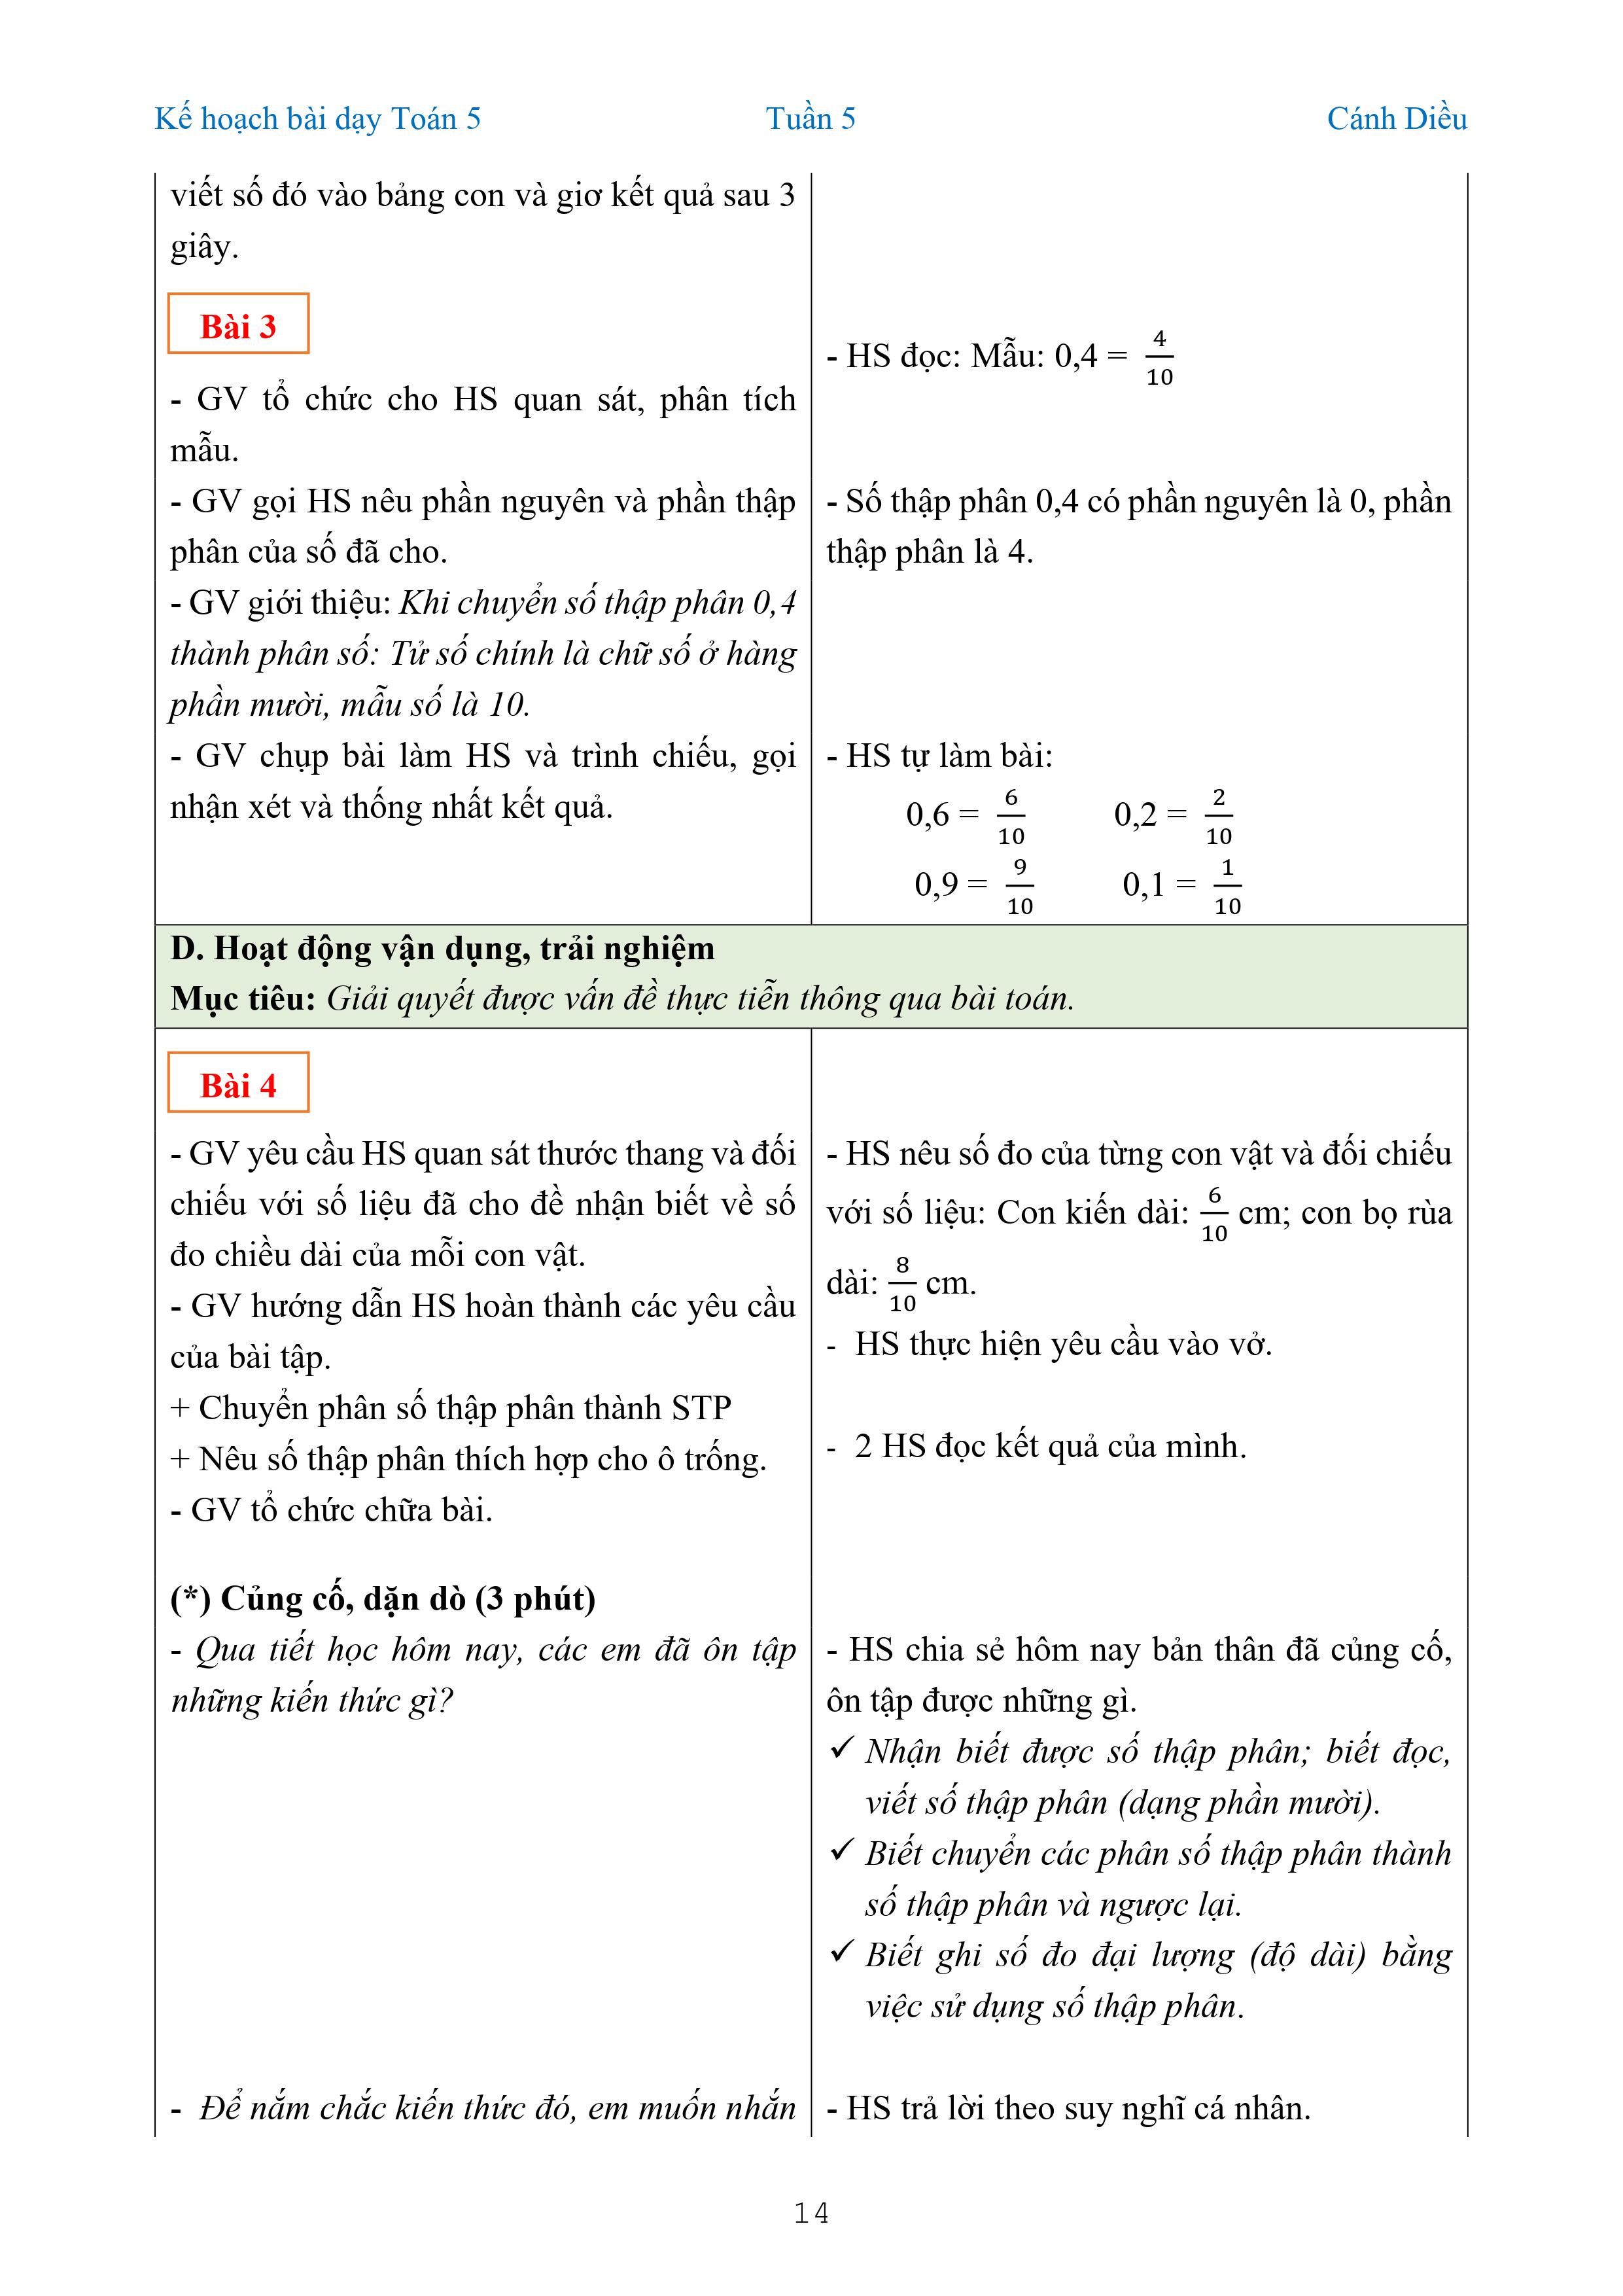 Kế hoạch bài dạy Toán 5 Tuần 5 Cánh Diều
viết số đó vào bảng con và giơ kết quả sau 3
giây.
Bài 3
- GV tổ chức cho HS quan sát, phân tích
mẫu.
- GV gọi HS nêu phần nguyên và phần thập
phân của số đã cho.
- GV giới thiệu: Khi chuyển số thập phân 0,4
thành phân số: Tử số chính là chữ số ở hàng
phần mười, mẫu số là 10.
- GV chụp bài làm HS và trình chiếu, gọi
nhận xét và thống nhất kết quả.
- HS đọc: Mẫu: 0,4 = 4/10
- Số thập phân 0,4 có phần nguyên là 0, phần
thập phân là 4.
- HS tự làm bài:
0,6 = 6/10 0,2 = 2/10
0,9 = 9/10 0,1 = 1/10
D. Hoạt động vận dụng, trải nghiệm
Mục tiêu: Giải quyết được vấn đề thực tiễn thông qua bài toán.
Bài 4
- GV yêu cầu HS quan sát thước thang và đối
chiếu với số liệu đã cho đề nhận biết về số
đo chiều dài của mỗi con vật.
- GV hướng dẫn HS hoàn thành các yêu cầu
của bài tập.
+ Chuyển phân số thập phân thành STP
+ Nêu số thập phân thích hợp cho ô trống.
- GV tổ chức chữa bài.
- HS nêu số đo của từng con vật và đối chiếu
với số liệu: Con kiến dài: 6/10 cm; con bọ rùa
dài: 8/10 cm.
- HS thực hiện yêu cầu vào vở.
- 2 HS đọc kết quả của mình.
(*) Củng cố, dặn dò (3 phút)
- Qua tiết học hôm nay, các em đã ôn tập
những kiến thức gì?
- HS chia sẻ hôm nay bản thân đã củng cố,
ôn tập được những gì.
✓ Nhận biết được số thập phân; biết đọc,
viết số thập phân (dạng phần mười).
✓ Biết chuyển các phân số thập phân thành
số thập phân và ngược lại.
✓ Biết ghi số đo đại lượng (độ dài) bằng
việc sử dụng số thập phân.
- Để nắm chắc kiến thức đó, em muốn nhắn
- HS trả lời theo suy nghĩ cá nhân.
14